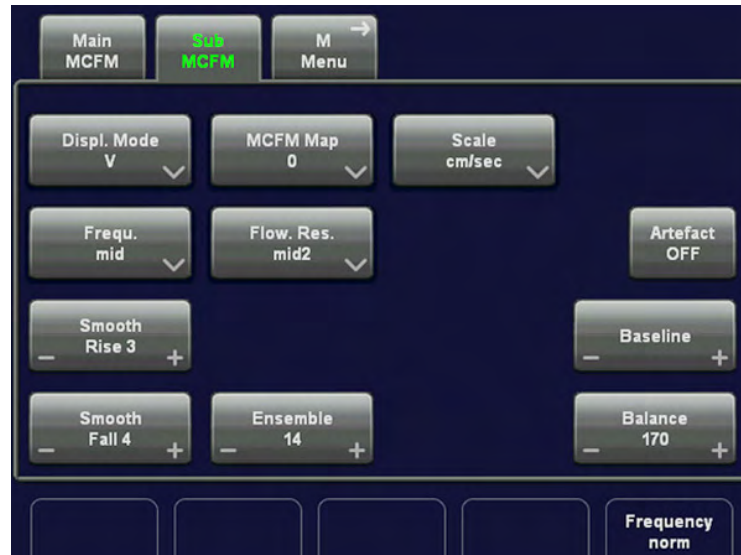 Main
MCFM
Sub
MCFM
M
Menu
Displ. Mode
V
MCFM Map
0
Scale
cm/sec
Frequ.
mid
Flow. Res.
mid2
Artefact
OFF
Smooth
Rise 3
Baseline
Smooth
Fall 4
Ensemble
14
Balance
170
Frequency
norm